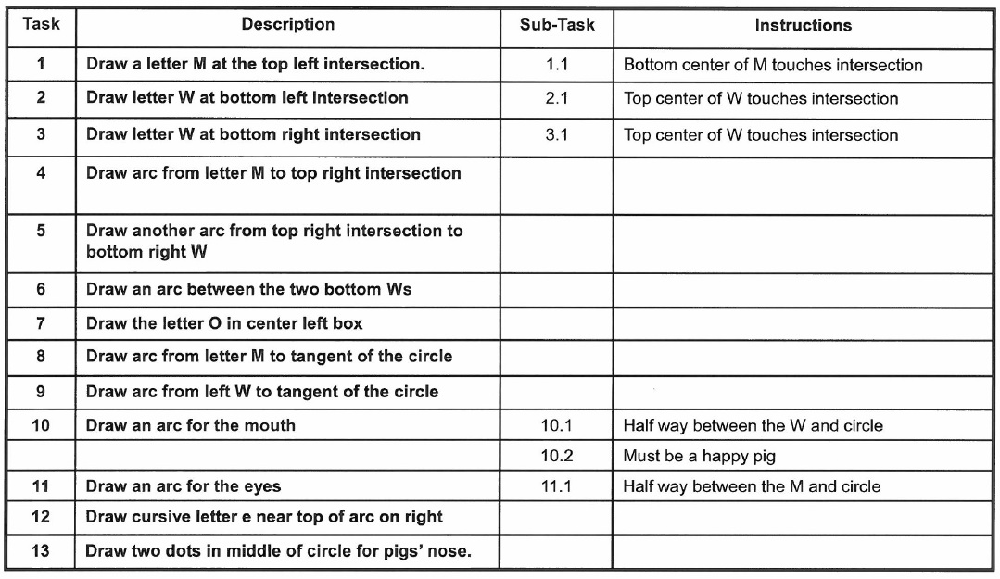 Task Description Sub-Task Instructions
1 Draw a letter M at the top left intersection. 1.1 Bottom center of M touches intersection
2 Draw letter W at bottom left intersection 2.1 Top center of W touches intersection
3 Draw letter W at bottom right intersection 3.1 Top center of W touches intersection
4 Draw arc from letter M to top right intersection
5 Draw another arc from top right intersection to
bottom right W
6 Draw an arc between the two bottom Ws
7 Draw the letter O in center left box
8 Draw arc from letter M to tangent of the circle
9 Draw arc from left W to tangent of the circle
10 Draw an arc for the mouth 10.1 Half way between the W and circle
10.2 Must be a happy pig
11 Draw an arc for the eyes 11.1 Half way between the M and circle
12 Draw cursive letter e near top of arc on right
13 Draw two dots in middle of circle for pigs' nose.